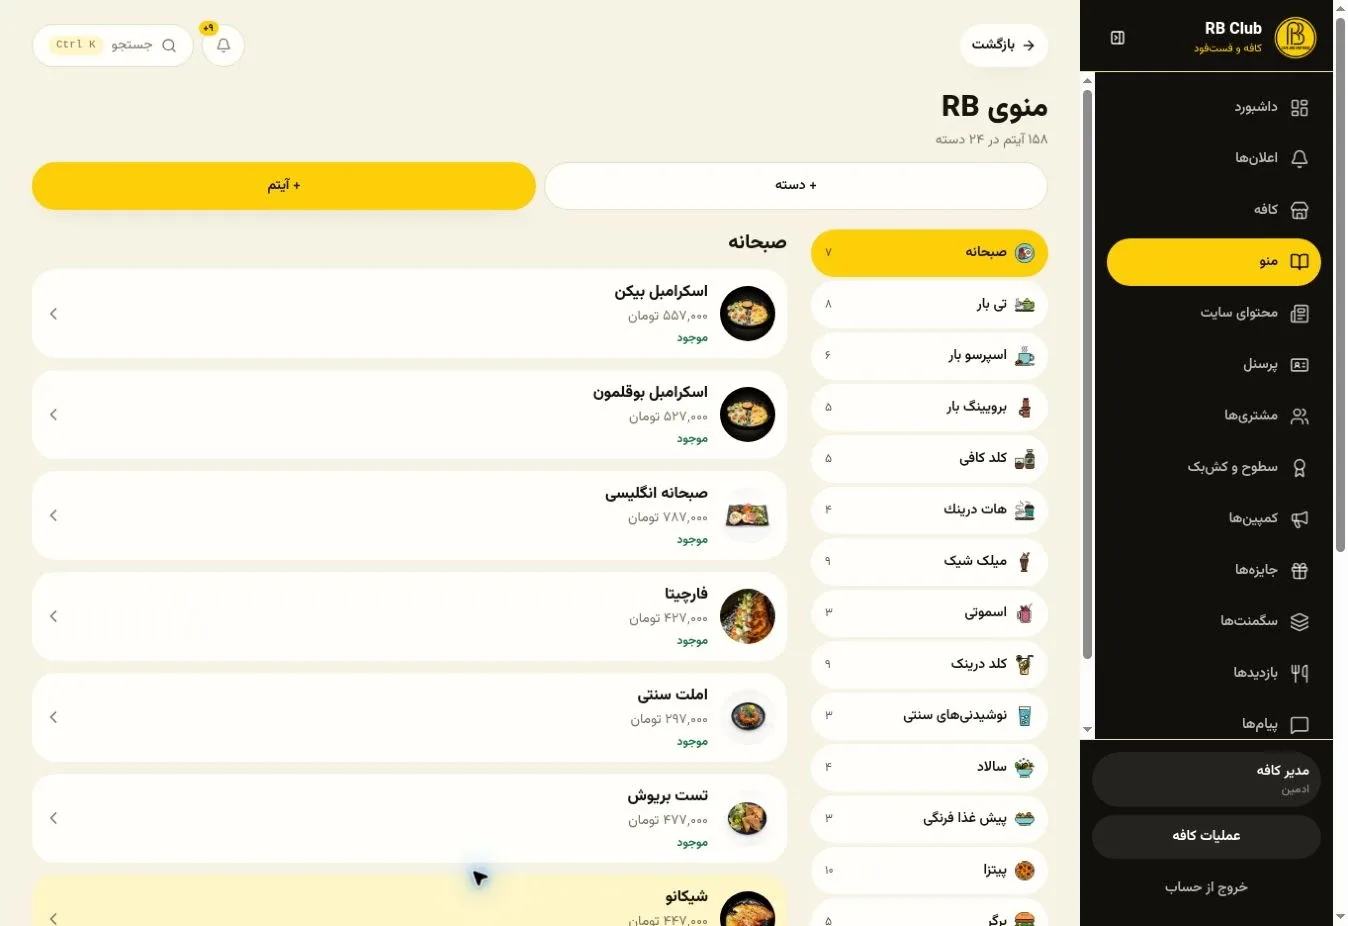 RB Club
کافه و فست‌فود
داشبورد
اعلان‌ها
کافه
منو
محتوای سایت
پرسنل
مشتری‌ها
سطوح و کش‌بک
کمپین‌ها
جایزه‌ها
سگمنت‌ها
بازدیدها
پیام‌ها
مدیر کافه
ادمین
عملیات کافه
خروج از حساب
بازگشت
۹+
جستجو Ctrl K
منوی RB
۱۵۸ آیتم در ۲۴ دسته
+ دسته
+ آیتم
صبحانه ۷
تی بار ۸
اسپرسو بار ۶
برویینگ بار ۵
کلد کافی ۵
هات درینك ۴
میلک شیک ۹
اسموتی ۳
کلد درینک ۹
نوشیدنی‌های سنتی ۳
سالاد ۴
پیش غذا فرنگی ۳
پیتزا ۱۰
برگر ۵
صبحانه
اسکرامبل بیکن
۵۵۷,۰۰۰ تومان
موجود
اسکرامبل بوقلمون
۵۲۷,۰۰۰ تومان
موجود
صبحانه انگلیسی
۷۸۷,۰۰۰ تومان
موجود
فارچیتا
۴۲۷,۰۰۰ تومان
موجود
املت سنتی
۲۹۷,۰۰۰ تومان
موجود
تست بریوش
۴۷۷,۰۰۰ تومان
موجود
شیکانو
۴۴۷,۰۰۰ تومان